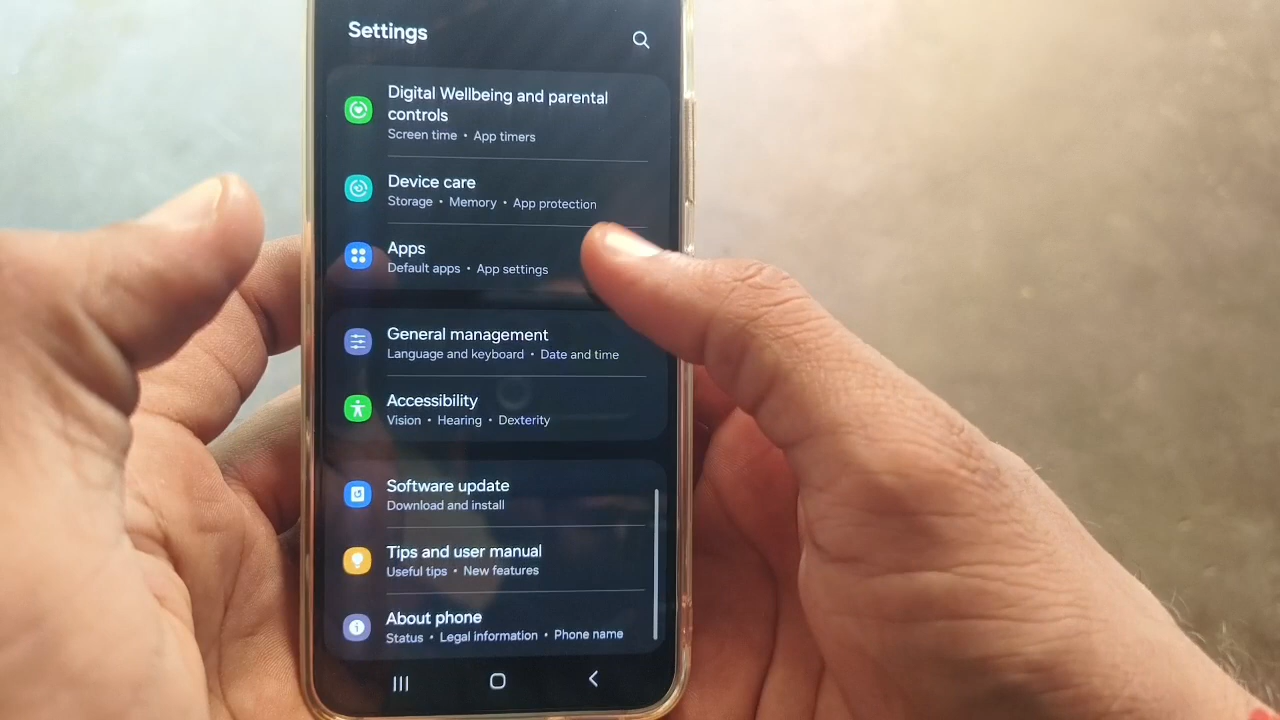 Settings
Digital Wellbeing and parental
controls
Screen time • App timers
Device care
Storage • Memory • App protection
Apps
Default apps • App settings
General management
Language and keyboard • Date and time
Accessibility
Vision • Hearing • Dexterity
Software update
Download and install
Tips and user manual
Useful tips • New features
About phone
Status • Legal information • Phone name